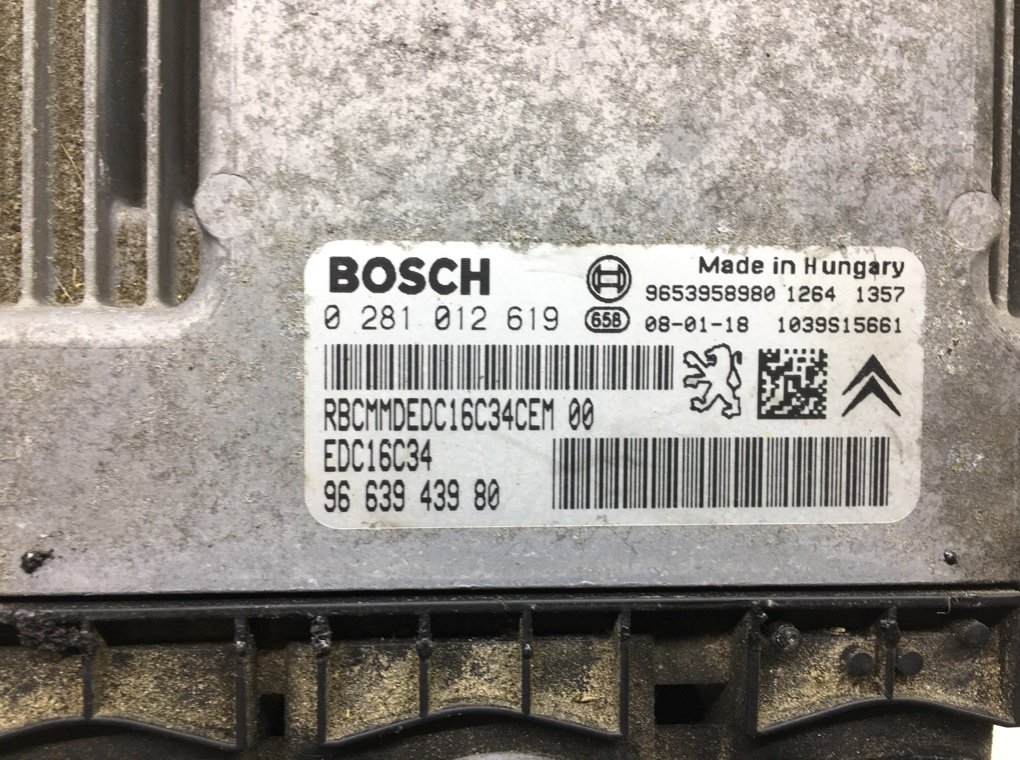 BOSCH
Made in Hungary
9653958980 1264 1357
0 281 012 619
658
08-01-18 1039S15661
RBCMMDEDC16C34CEM 00
EDC16C34
96 639 439 80